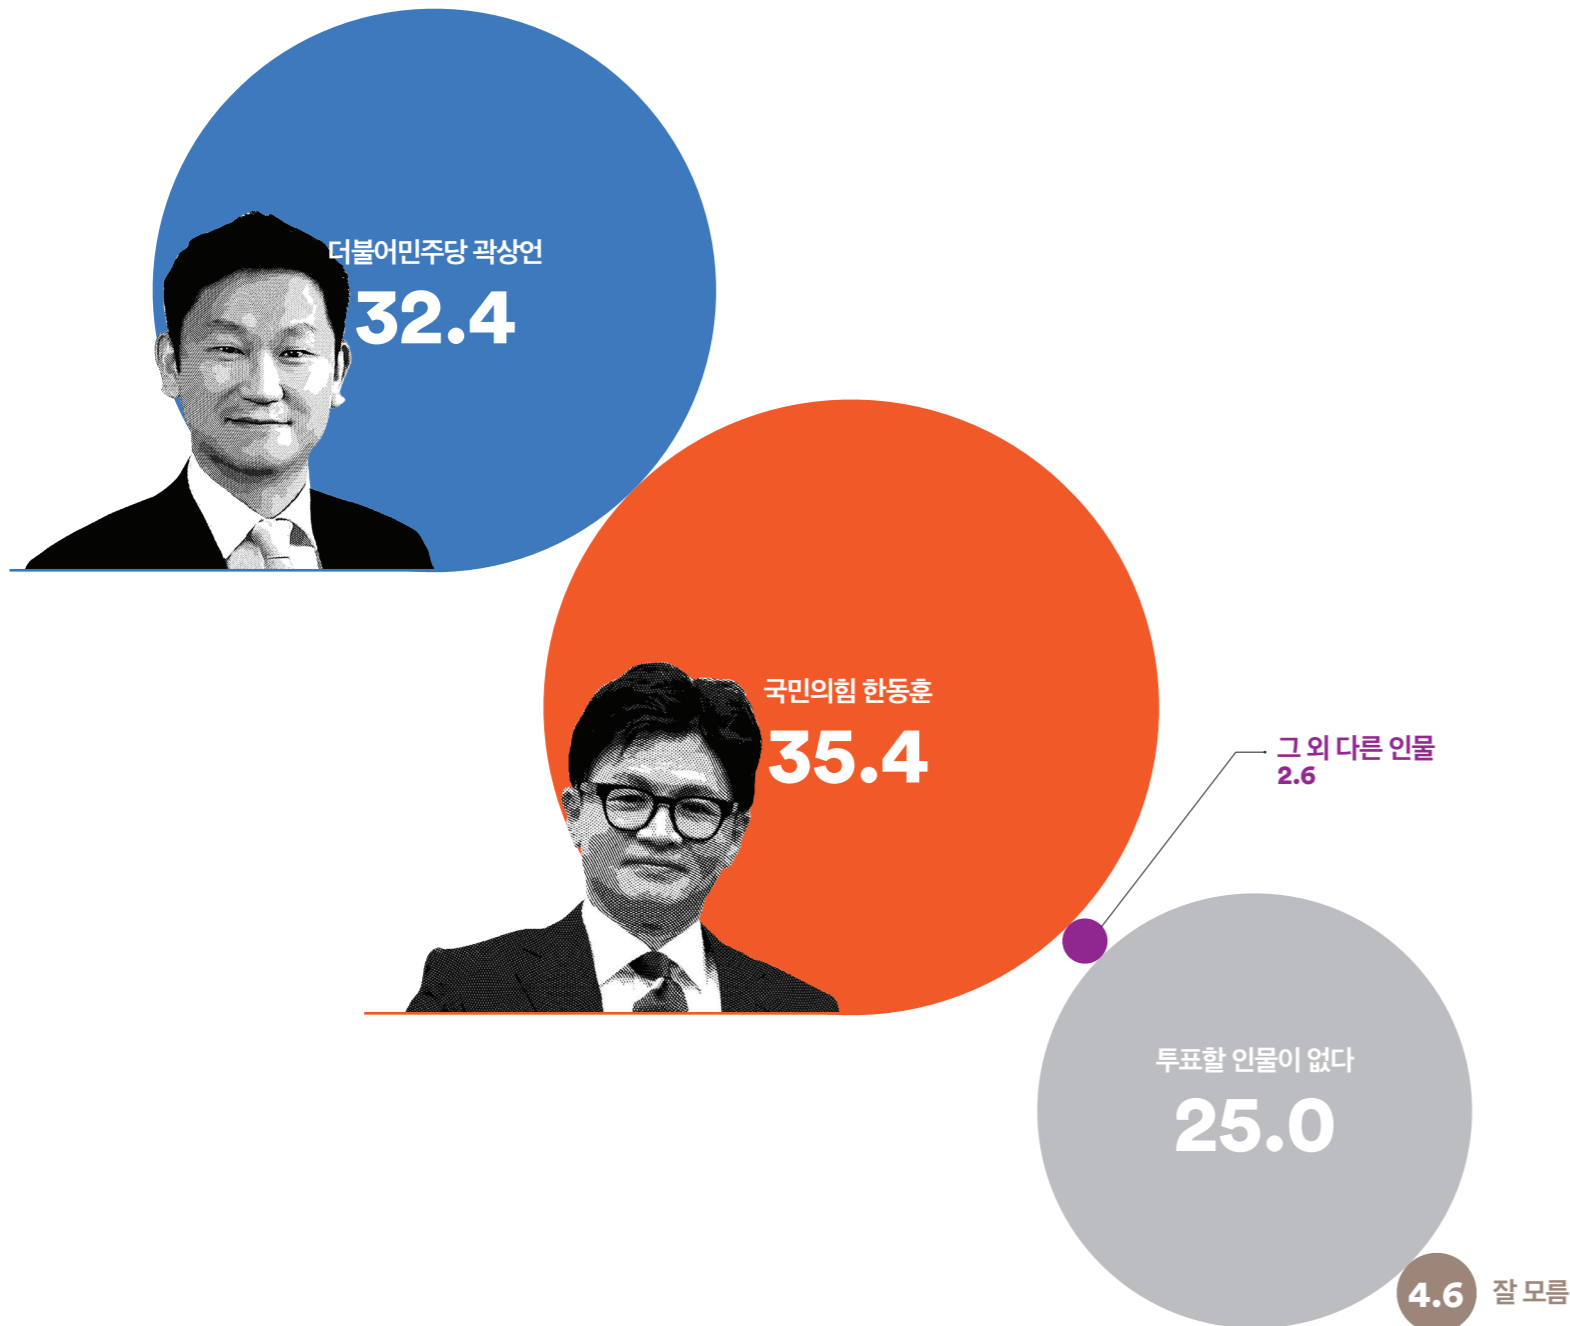 더불어민주당 곽상언
32.4
국민의힘 한동훈
35.4
그 외 다른 인물
2.6
투표할 인물이 없다
25.0
4.6 잘 모름